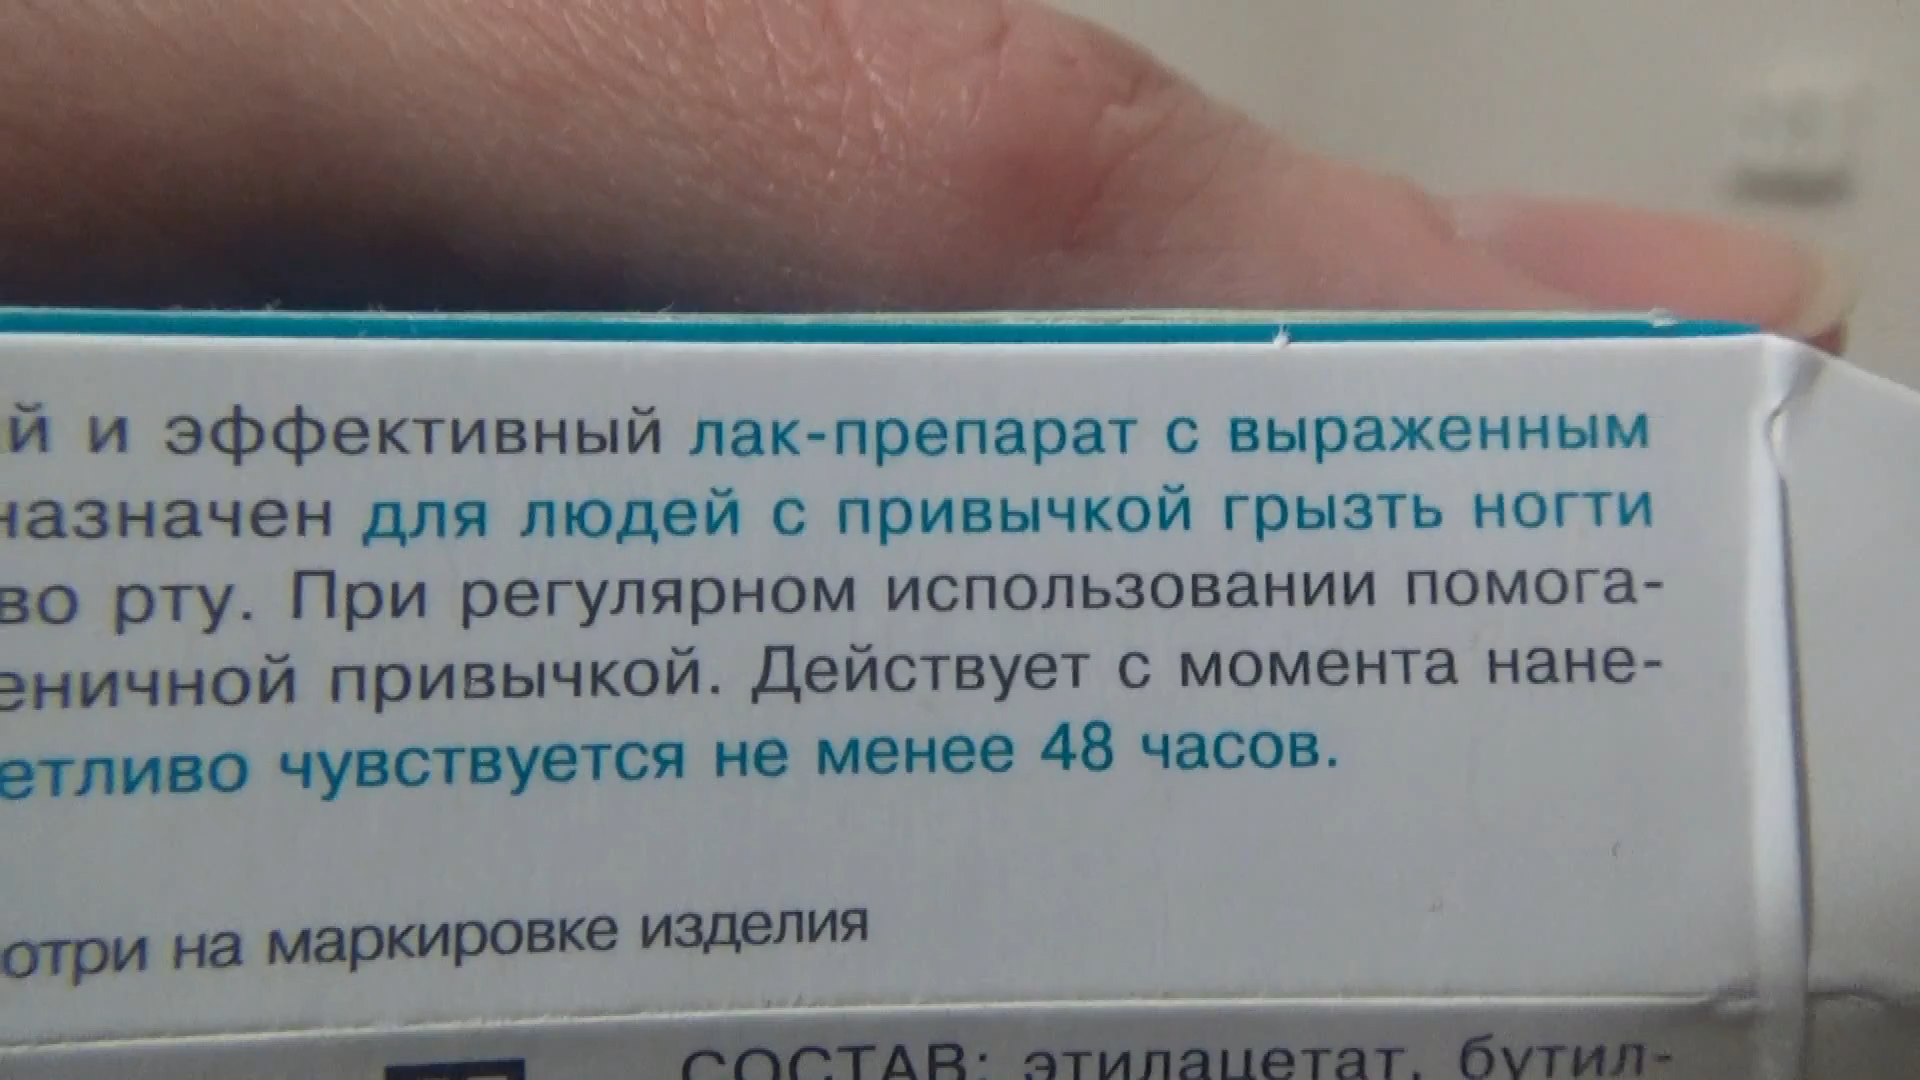 й и эффективный лак-препарат с выраженным
назначен для людей с привычкой грызть ногти
во рту. При регулярном использовании помога-
еничной привычкой. Действует с момента нане-
етливо чувствуется не менее 48 часов.
отри на маркировке изделия
СОСТАВ: этилацетат, бутил-